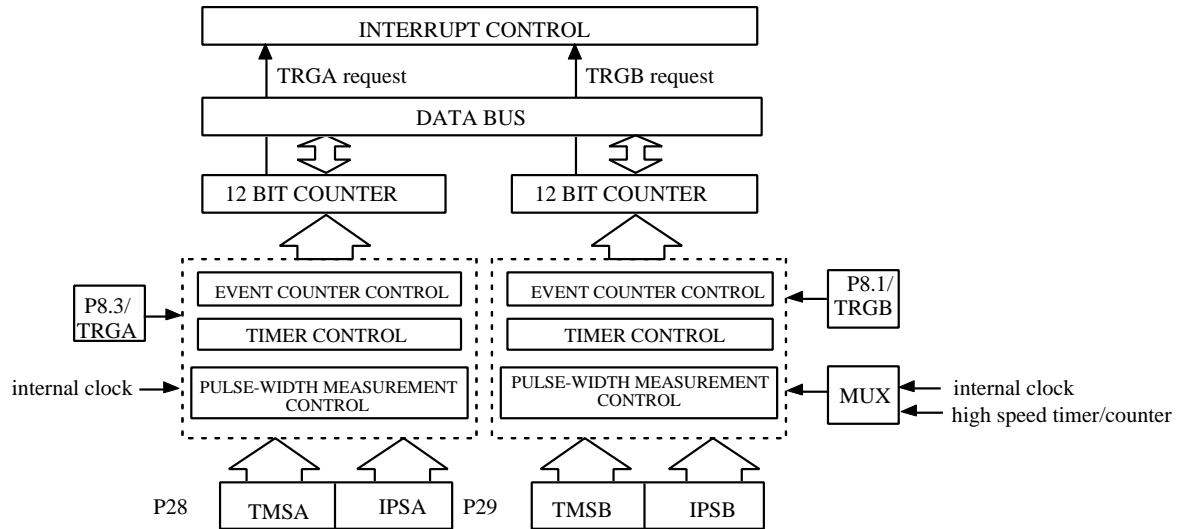 INTERRUPT CONTROL
TRGA request
TRGB request
DATA BUS
12 BIT COUNTER
12 BIT COUNTER
EVENT COUNTER CONTROL
EVENT COUNTER CONTROL
P8.3/
TRGA
P8.1/
TRGB
TIMER CONTROL
TIMER CONTROL
internal clock
PULSE-WIDTH MEASUREMENT
CONTROL
PULSE-WIDTH MEASUREMENT
CONTROL
MUX
internal clock
high speed timer/counter
P28
TMSA
IPSA
P29
TMSB
IPSB